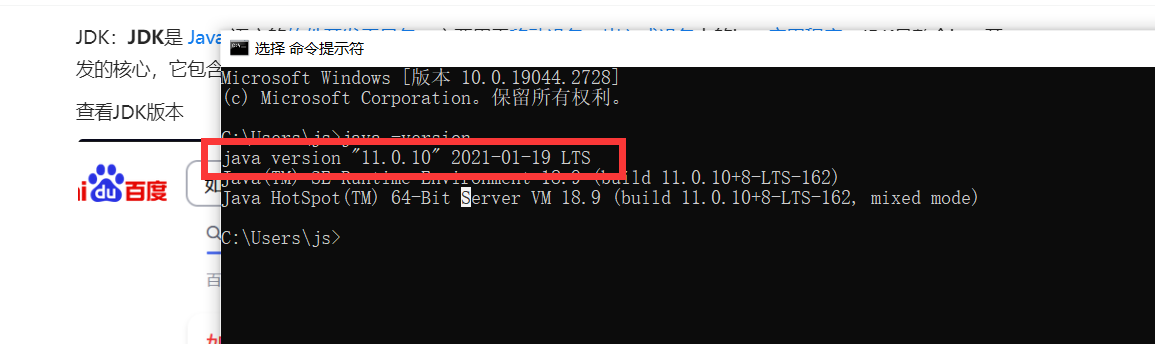 JDK：JDK是 Java
发的核心，它包含
查看JDK版本
选择 命令提示符
Microsoft Windows [版本 10.0.19044.2728]
(c) Microsoft Corporation。保留所有权利。
C:\Users\js>java -version
java version "11.0.10" 2021-01-19 LTS
Java(TM) SE Runtime Environment 18.9 (build 11.0.10+8-LTS-162)
Java HotSpot(TM) 64-Bit Server VM 18.9 (build 11.0.10+8-LTS-162, mixed mode)
C:\Users\js>
du百度
如
百